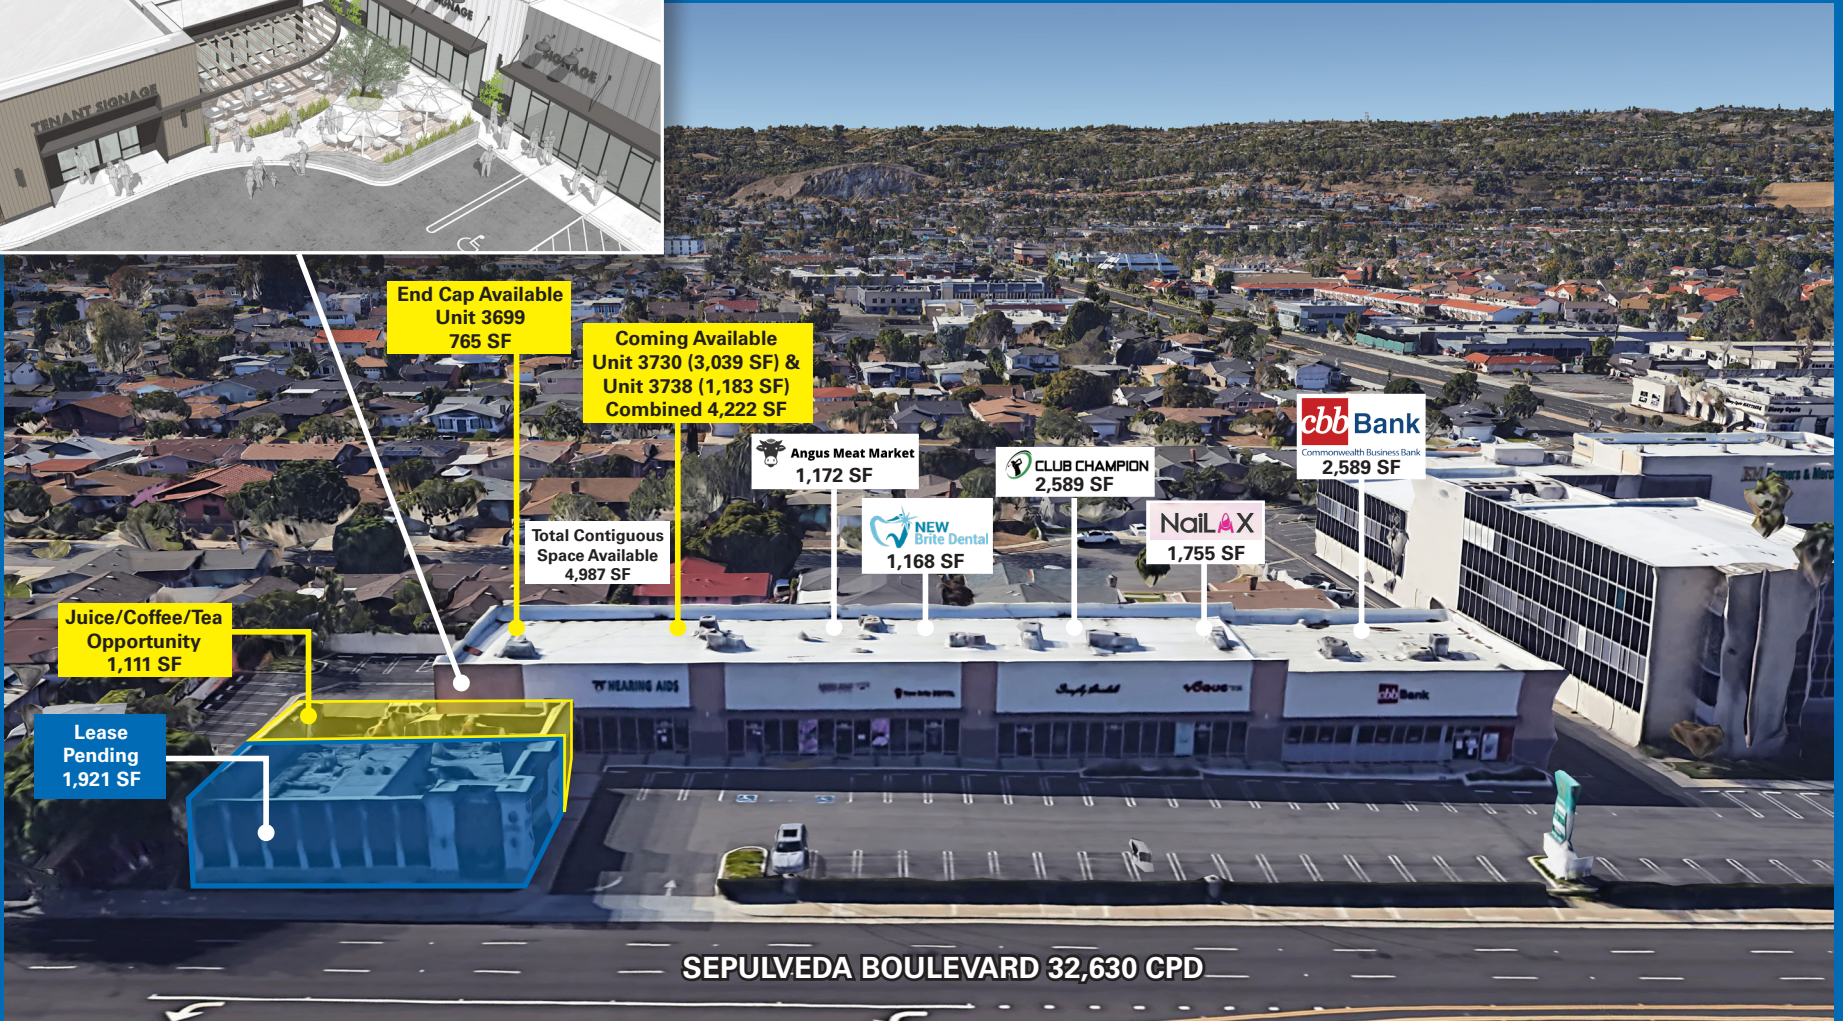 TENANT SIGNAGE
SIGNAGE
SIGNAGE
End Cap Available
Unit 3699
765 SF
Coming Available
Unit 3730 (3,039 SF) &
Unit 3738 (1,183 SF)
Combined 4,222 SF
Angus Meat Market
1,172 SF
CLUB CHAMPION
2,589 SF
cbb Bank
Commonwealth Business Bank
2,589 SF
NEW
Brite Dental
1,168 SF
NaiLAX
1,755 SF
Total Contiguous
Space Available
4,987 SF
Juice/Coffee/Tea
Opportunity
1,111 SF
Lease
Pending
1,921 SF
HEARING AIDS
cbb Bank
SEPULVEDA BOULEVARD 32,630 CPD